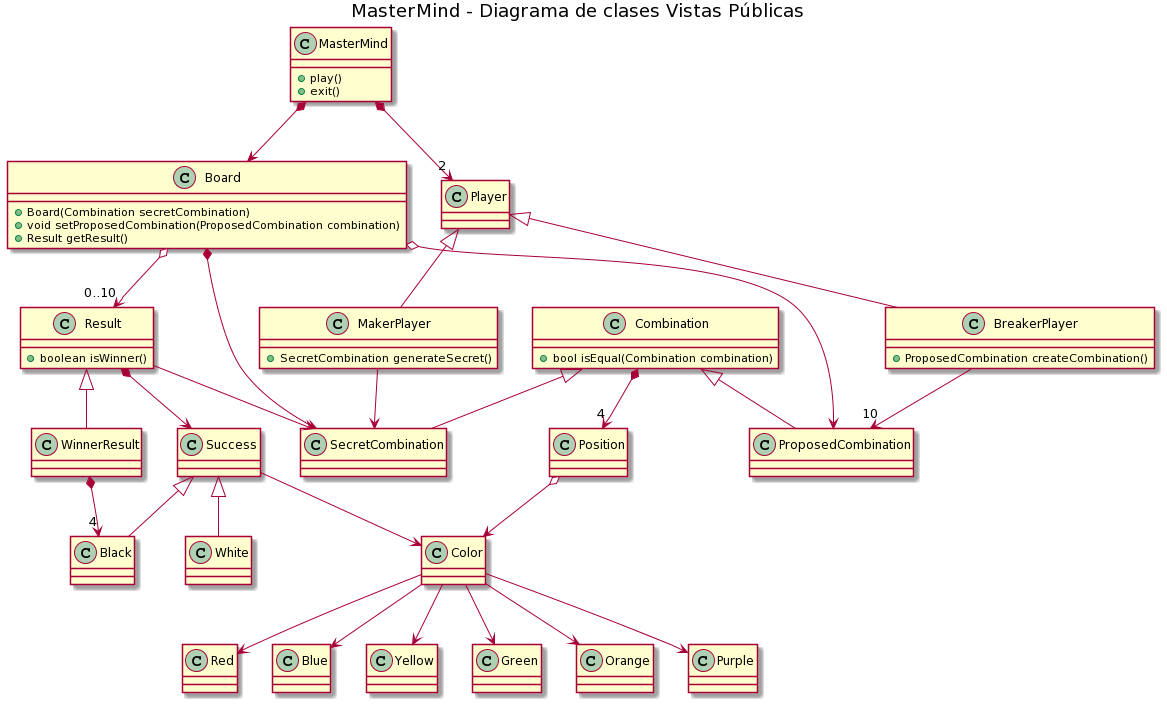 MasterMind - Diagrama de clases Vistas Públicas
C MasterMind
play()
exit()
2
C Board
Board(Combination secretCombination)
void setProposedCombination(ProposedCombination combination)
Result getResult()
C Player
0..10
C Result
boolean isWinner()
C MakerPlayer
SecretCombination generateSecret()
C Combination
bool isEqual(Combination combination)
C BreakerPlayer
ProposedCombination createCombination()
4
10
C WinnerResult
C Success
C SecretCombination
C Position
C ProposedCombination
4
C Black
C White
C Color
C Red
C Blue
C Yellow
C Green
C Orange
C Purple